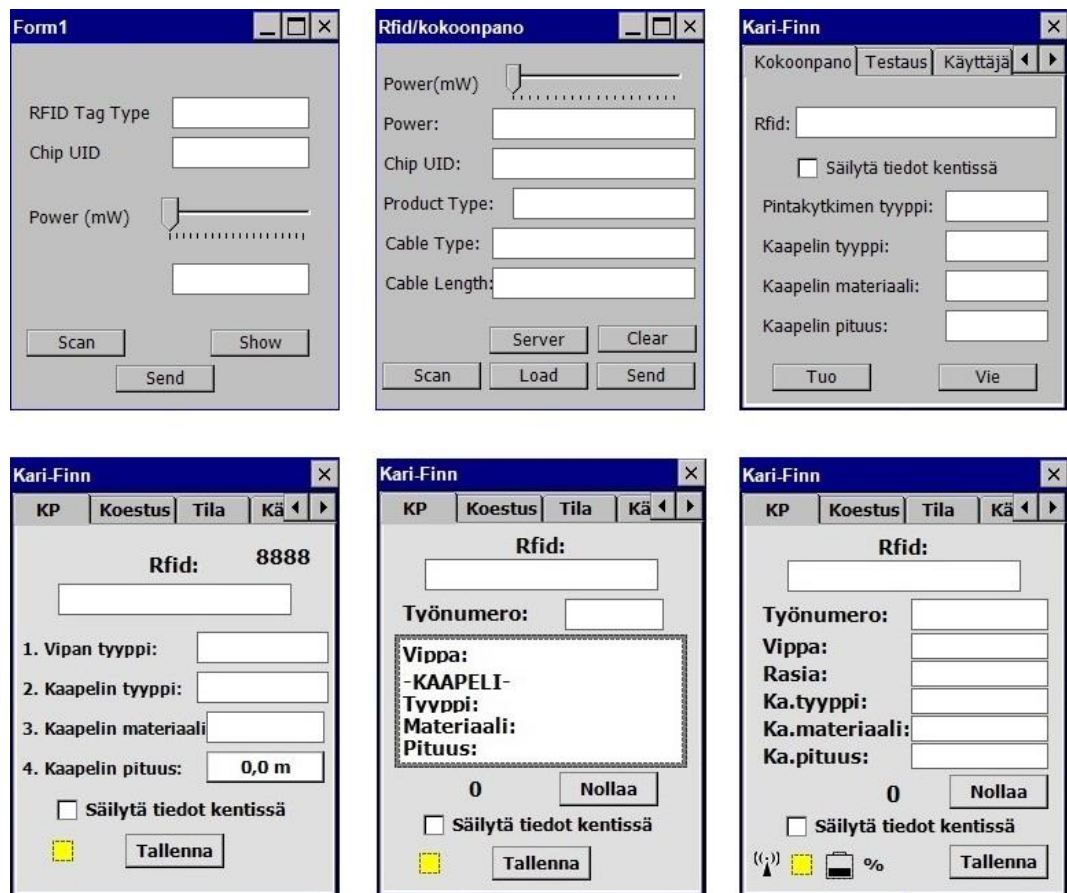 Form1
RFID Tag Type
Chip UID
Power (mW)
Scan
Show
Send
Rfid/kokoonpano
Power(mW)
Power:
Chip UID:
Product Type:
Cable Type:
Cable Length:
Server
Clear
Scan
Load
Send
Kari-Finn
Kokoonpano
Testaus
Käyttäjä
Rfid:
Säilytä tiedot kentissä
Pintakytkimen tyyppi:
Kaapelin tyyppi:
Kaapelin materiaali:
Kaapelin pituus:
Tuo
Vie
Kari-Finn
KP
Koestus
Tila
Kä
Rfid:
8888
1. Vipan tyyppi:
2. Kaapelin tyyppi:
3. Kaapelin materiaali
4. Kaapelin pituus:
0,0 m
Säilytä tiedot kentissä
Tallenna
Kari-Finn
KP
Koestus
Tila
Kä
Rfid:
Työnumero:
Vippa:
-KAAPELI-
Tyyppi:
Materiaali:
Pituus:
0
Nollaa
Säilytä tiedot kentissä
Tallenna
Kari-Finn
KP
Koestus
Tila
Kä
Rfid:
Työnumero:
Vippa:
Rasia:
Ka.tyyppi:
Ka.materiaali:
Ka.pituus:
0
Nollaa
Säilytä tiedot kentissä
%
Tallenna